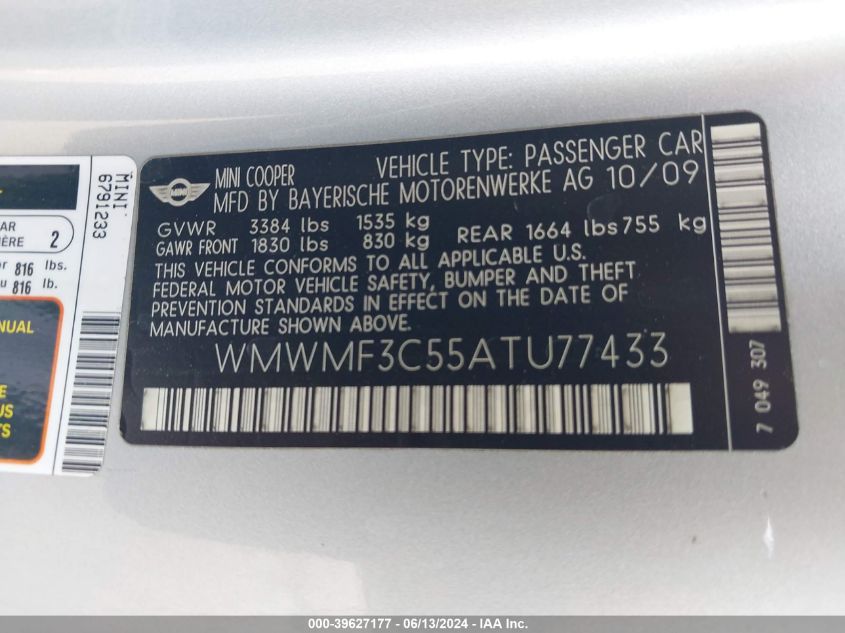 MINI COOPER VEHICLE TYPE: PASSENGER CAR
MINI MFD BY BAYERISCHE MOTORENWERKE AG 10/09
GVWR 3384 lbs 1535 kg
GAWR FRONT 1830 lbs 830 kg REAR 1664 lbs 755 kg
THIS VEHICLE CONFORMS TO ALL APPLICABLE U.S.
FEDERAL MOTOR VEHICLE SAFETY, BUMPER AND THEFT
PREVENTION STANDARDS IN EFFECT ON THE DATE OF
MANUFACTURE SHOWN ABOVE.
WMWMF3C55ATU77433
7 049 307
MINI
6791233
2
816 lbs.
816 lb.
US
000-39627177 - 06/13/2024 - IAA Inc.